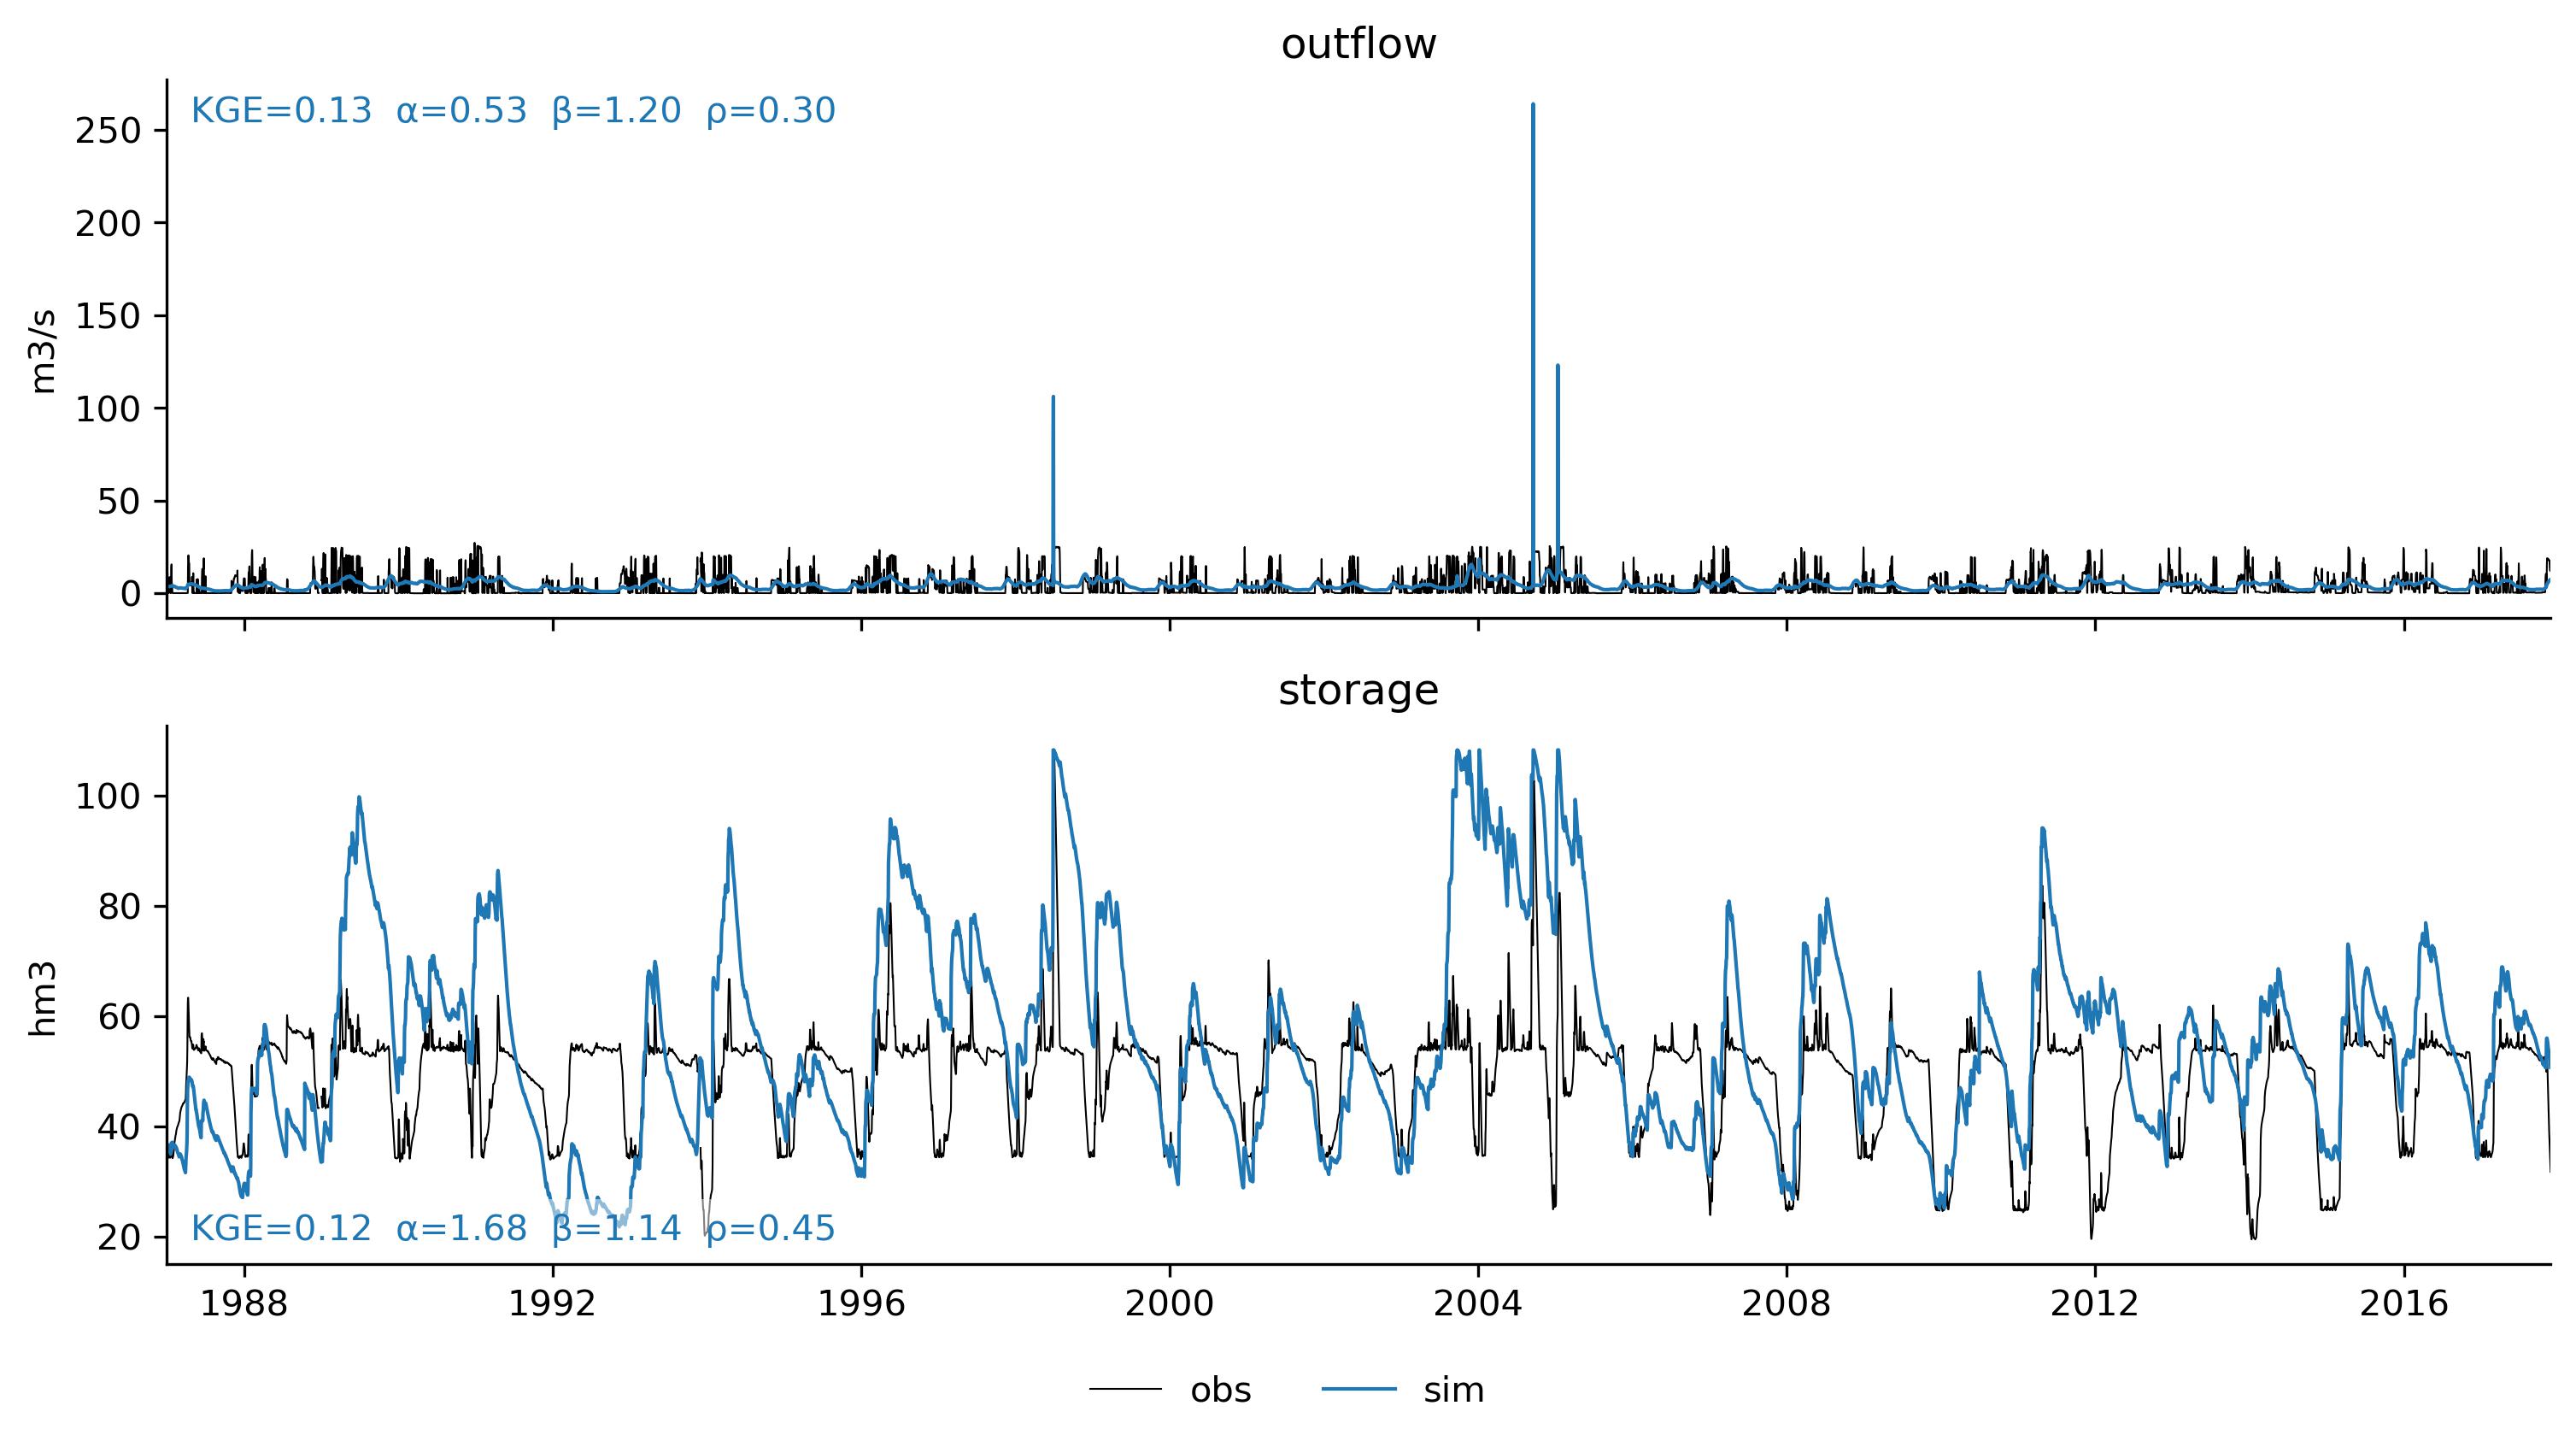 outflow
KGE=0.13 α=0.53 β=1.20 ρ=0.30
250
200
150
100
50
0
m3/s
storage
100
80
60
40
20
hm3
KGE=0.12 α=1.68 β=1.14 ρ=0.45
1988 1992 1996 2000 2004 2008 2012 2016
obs sim